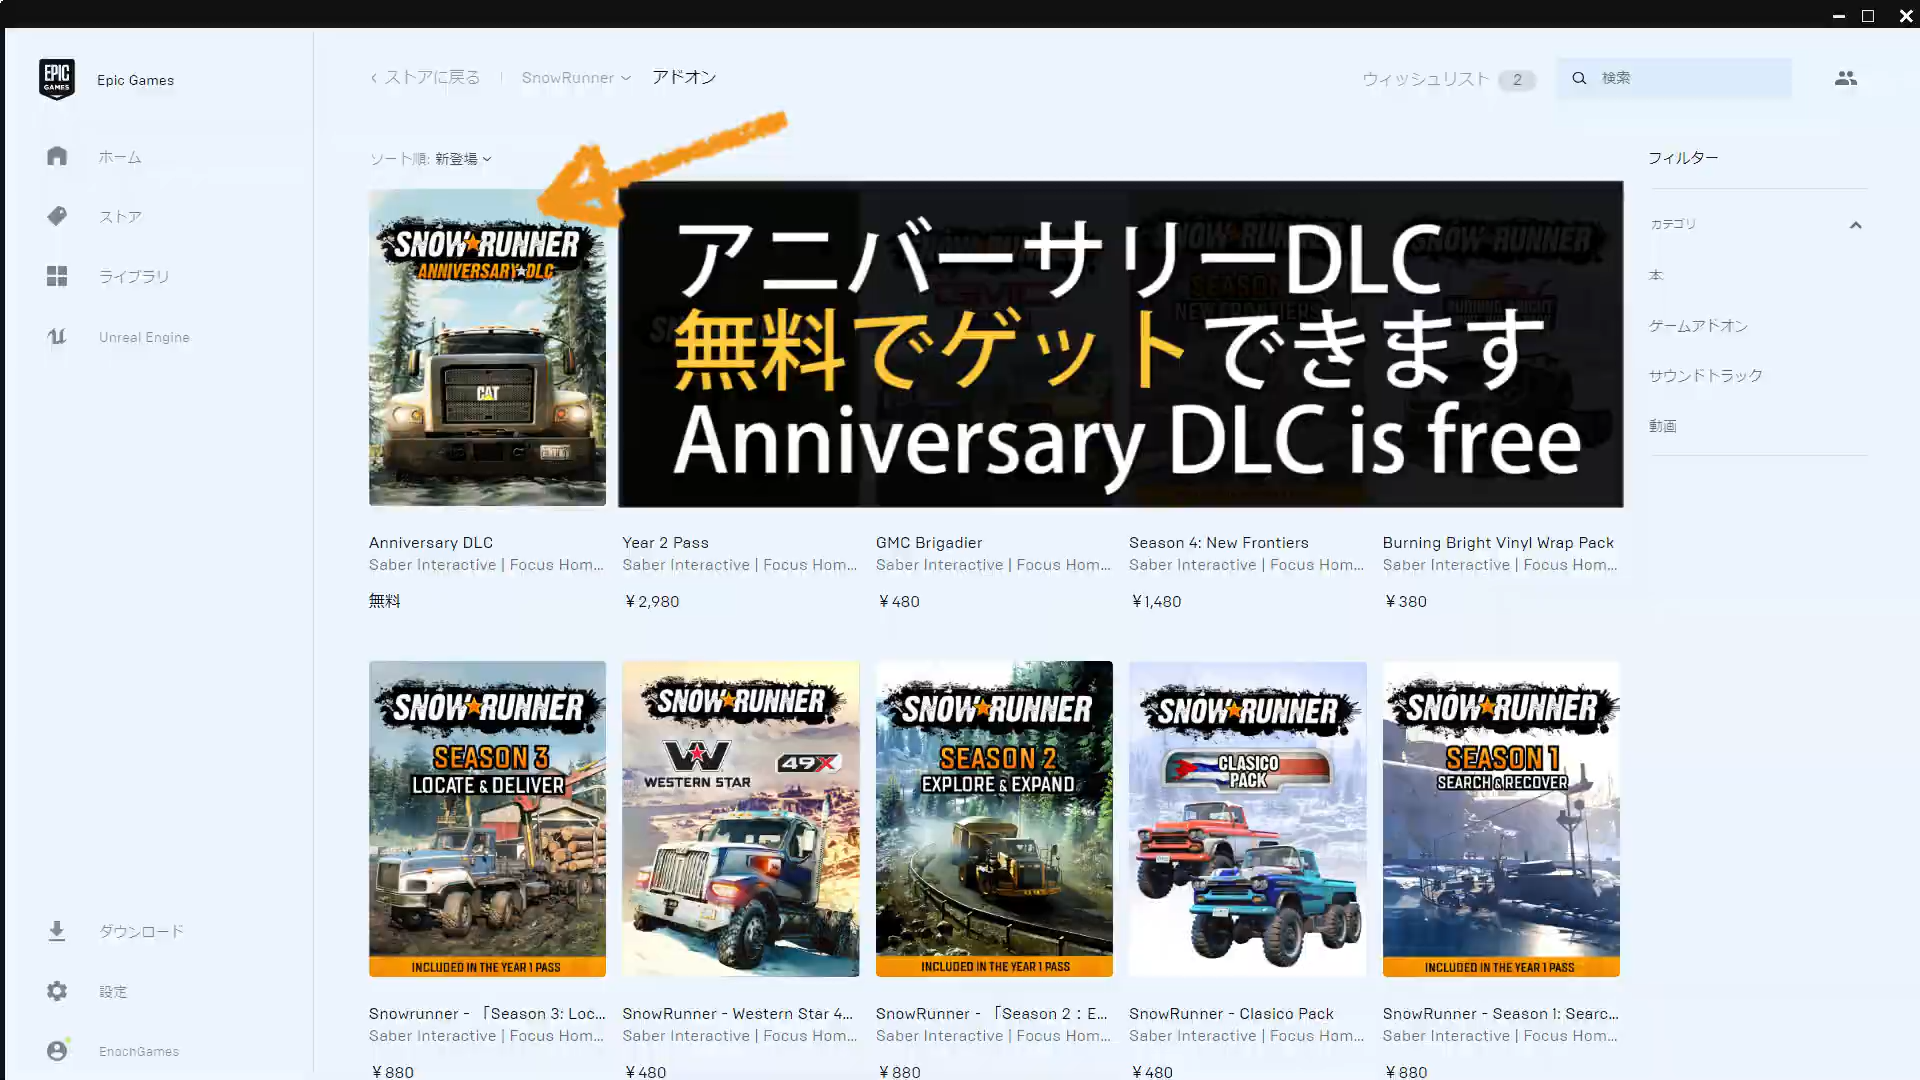 EPIC GAMES
Epic Games
ストアに戻る
SnowRunner
アドオン
ウィッシュリスト 2
検索
ホーム
ストア
ライブラリ
Unreal Engine
ソート順: 新登場
フィルター
カテゴリ
本
ゲームアドオン
サウンドトラック
動画
SNOW RUNNER
ANNIVERSARY DLC
CAT
アニバーサリーDLC
無料でゲットできます
Anniversary DLC is free
Anniversary DLC
Saber Interactive | Focus Hom...
無料
Year 2 Pass
Saber Interactive | Focus Hom...
¥2,980
GMC Brigadier
Saber Interactive | Focus Hom...
¥480
Season 4: New Frontiers
Saber Interactive | Focus Hom...
¥1,480
Burning Bright Vinyl Wrap Pack
Saber Interactive | Focus Hom...
¥380
SNOW RUNNER
SEASON 3
LOCATE & DELIVER
INCLUDED IN THE YEAR 1 PASS
SNOW RUNNER
WESTERN STAR
49X
SNOW RUNNER
SEASON 2
EXPLORE & EXPAND
INCLUDED IN THE YEAR 1 PASS
SNOW RUNNER
CLASICO
PACK
SNOW RUNNER
SEASON 1
SEARCH & RECOVER
INCLUDED IN THE YEAR 1 PASS
Snowrunner - 「Season 3: Loc...
Saber Interactive | Focus Hom...
¥880
SnowRunner - Western Star 4...
Saber Interactive | Focus Hom...
¥480
SnowRunner - 「Season 2：E...
Saber Interactive | Focus Hom...
¥880
SnowRunner - Clasico Pack
Saber Interactive | Focus Hom...
¥480
SnowRunner - Season 1: Searc...
Saber Interactive | Focus Hom...
¥880
ダウンロード
設定
EnochGames